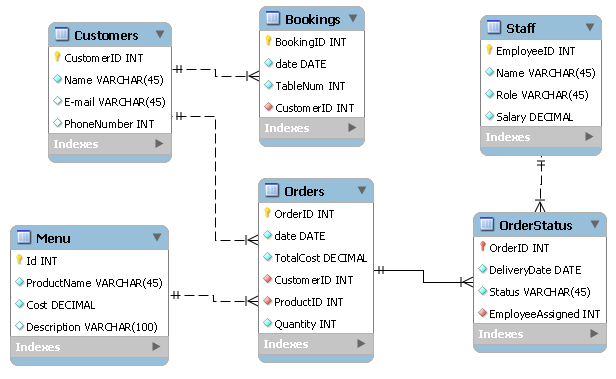 Customers
CustomerID INT
Name VARCHAR(45)
E-mail VARCHAR(45)
PhoneNumber INT
Indexes
Bookings
BookingID INT
date DATE
TableNum INT
CustomerID INT
Indexes
Staff
EmployeeID INT
Name VARCHAR(45)
Role VARCHAR(45)
Salary DECIMAL
Indexes
Menu
Id INT
ProductName VARCHAR(45)
Cost DECIMAL
Description VARCHAR(100)
Indexes
Orders
OrderID INT
date DATE
TotalCost DECIMAL
CustomerID INT
ProductID INT
Quantity INT
Indexes
OrderStatus
OrderID INT
DeliveryDate DATE
Status VARCHAR(45)
EmployeeAssigned INT
Indexes